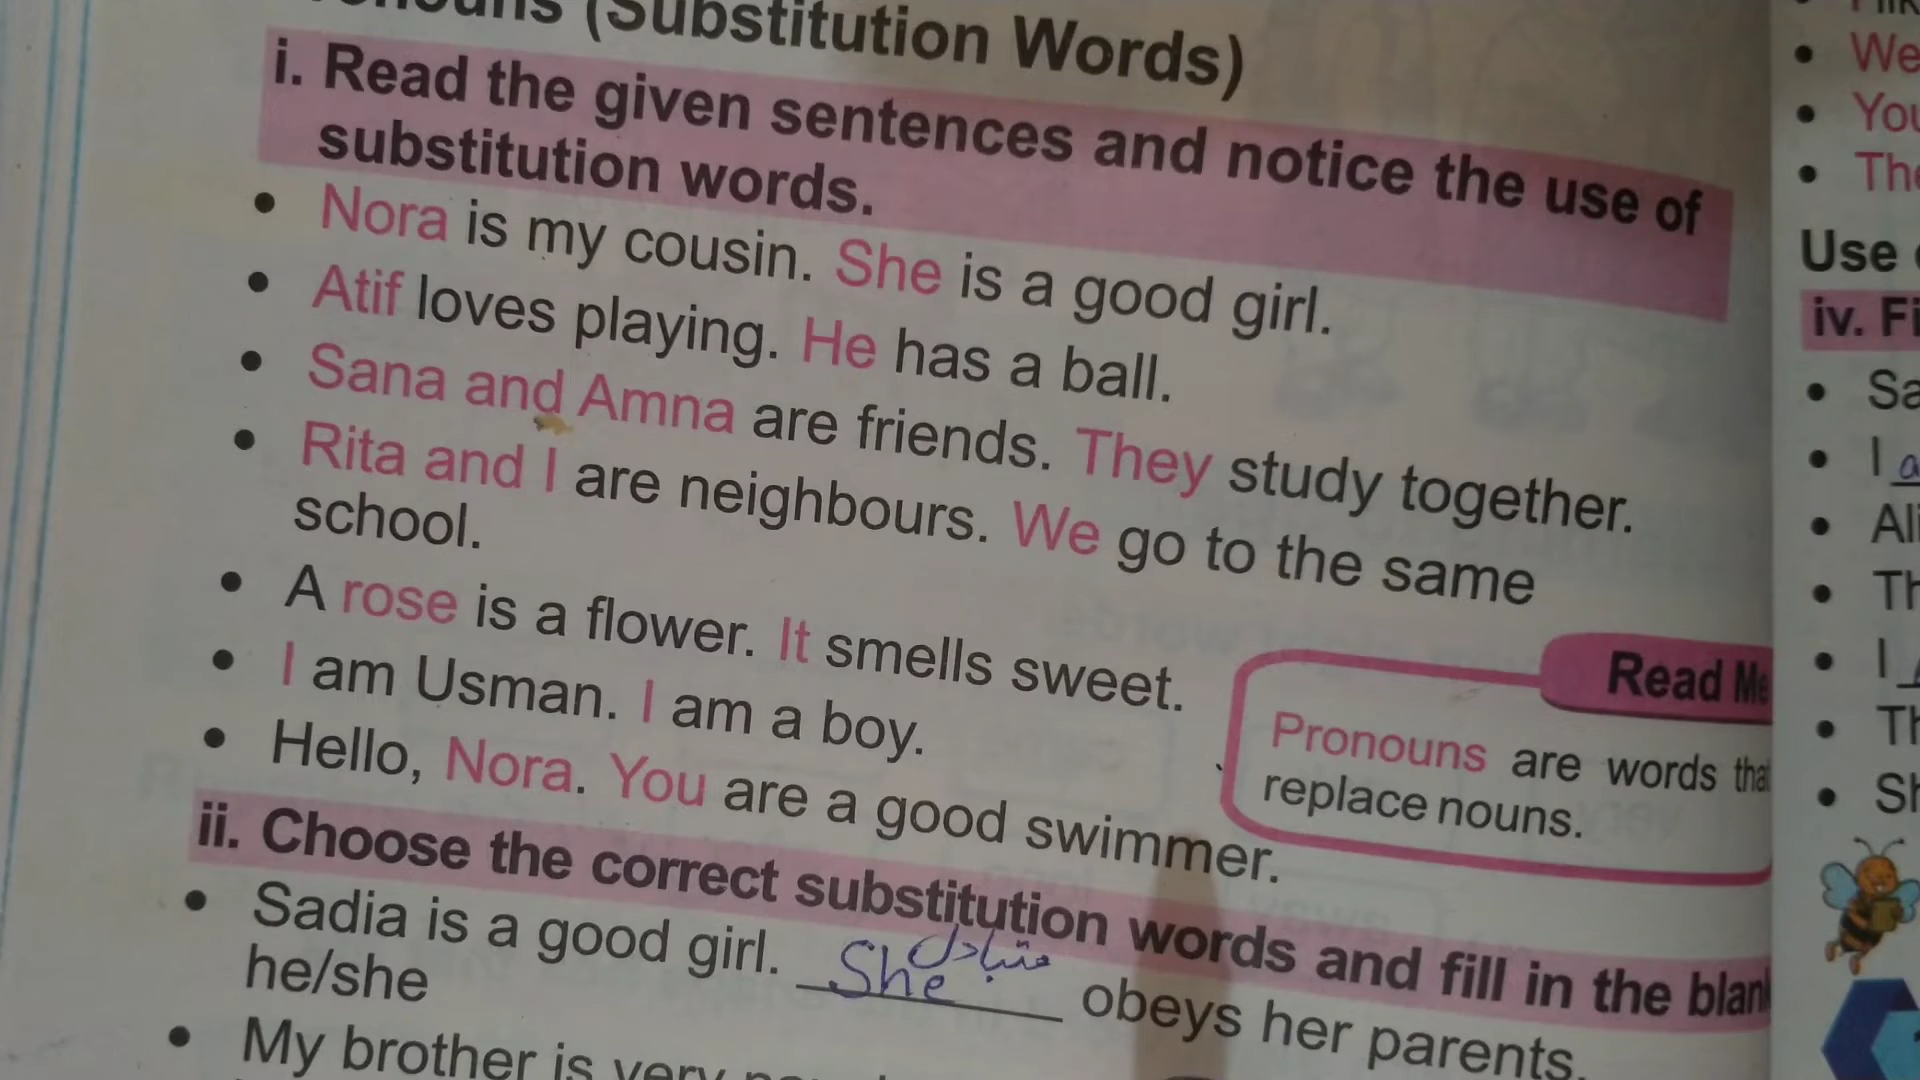 (Substitution Words)
i. Read the given sentences and notice the use of
substitution words.
• Nora is my cousin. She is a good girl.
• Atif loves playing. He has a ball.
• Sana and Amna are friends. They study together.
• Rita and I are neighbours. We go to the same
school.
• A rose is a flower. It smells sweet.
• I am Usman. I am a boy.
• Hello, Nora. You are a good swimmer.
Read Me
Pronouns are words that
replace nouns.
ii. Choose the correct substitution words and fill in the
متبادل
• Sadia is a good girl. She obeys her parents.
he/she
• My brother is very
• We
Use
iv.
• I
• I